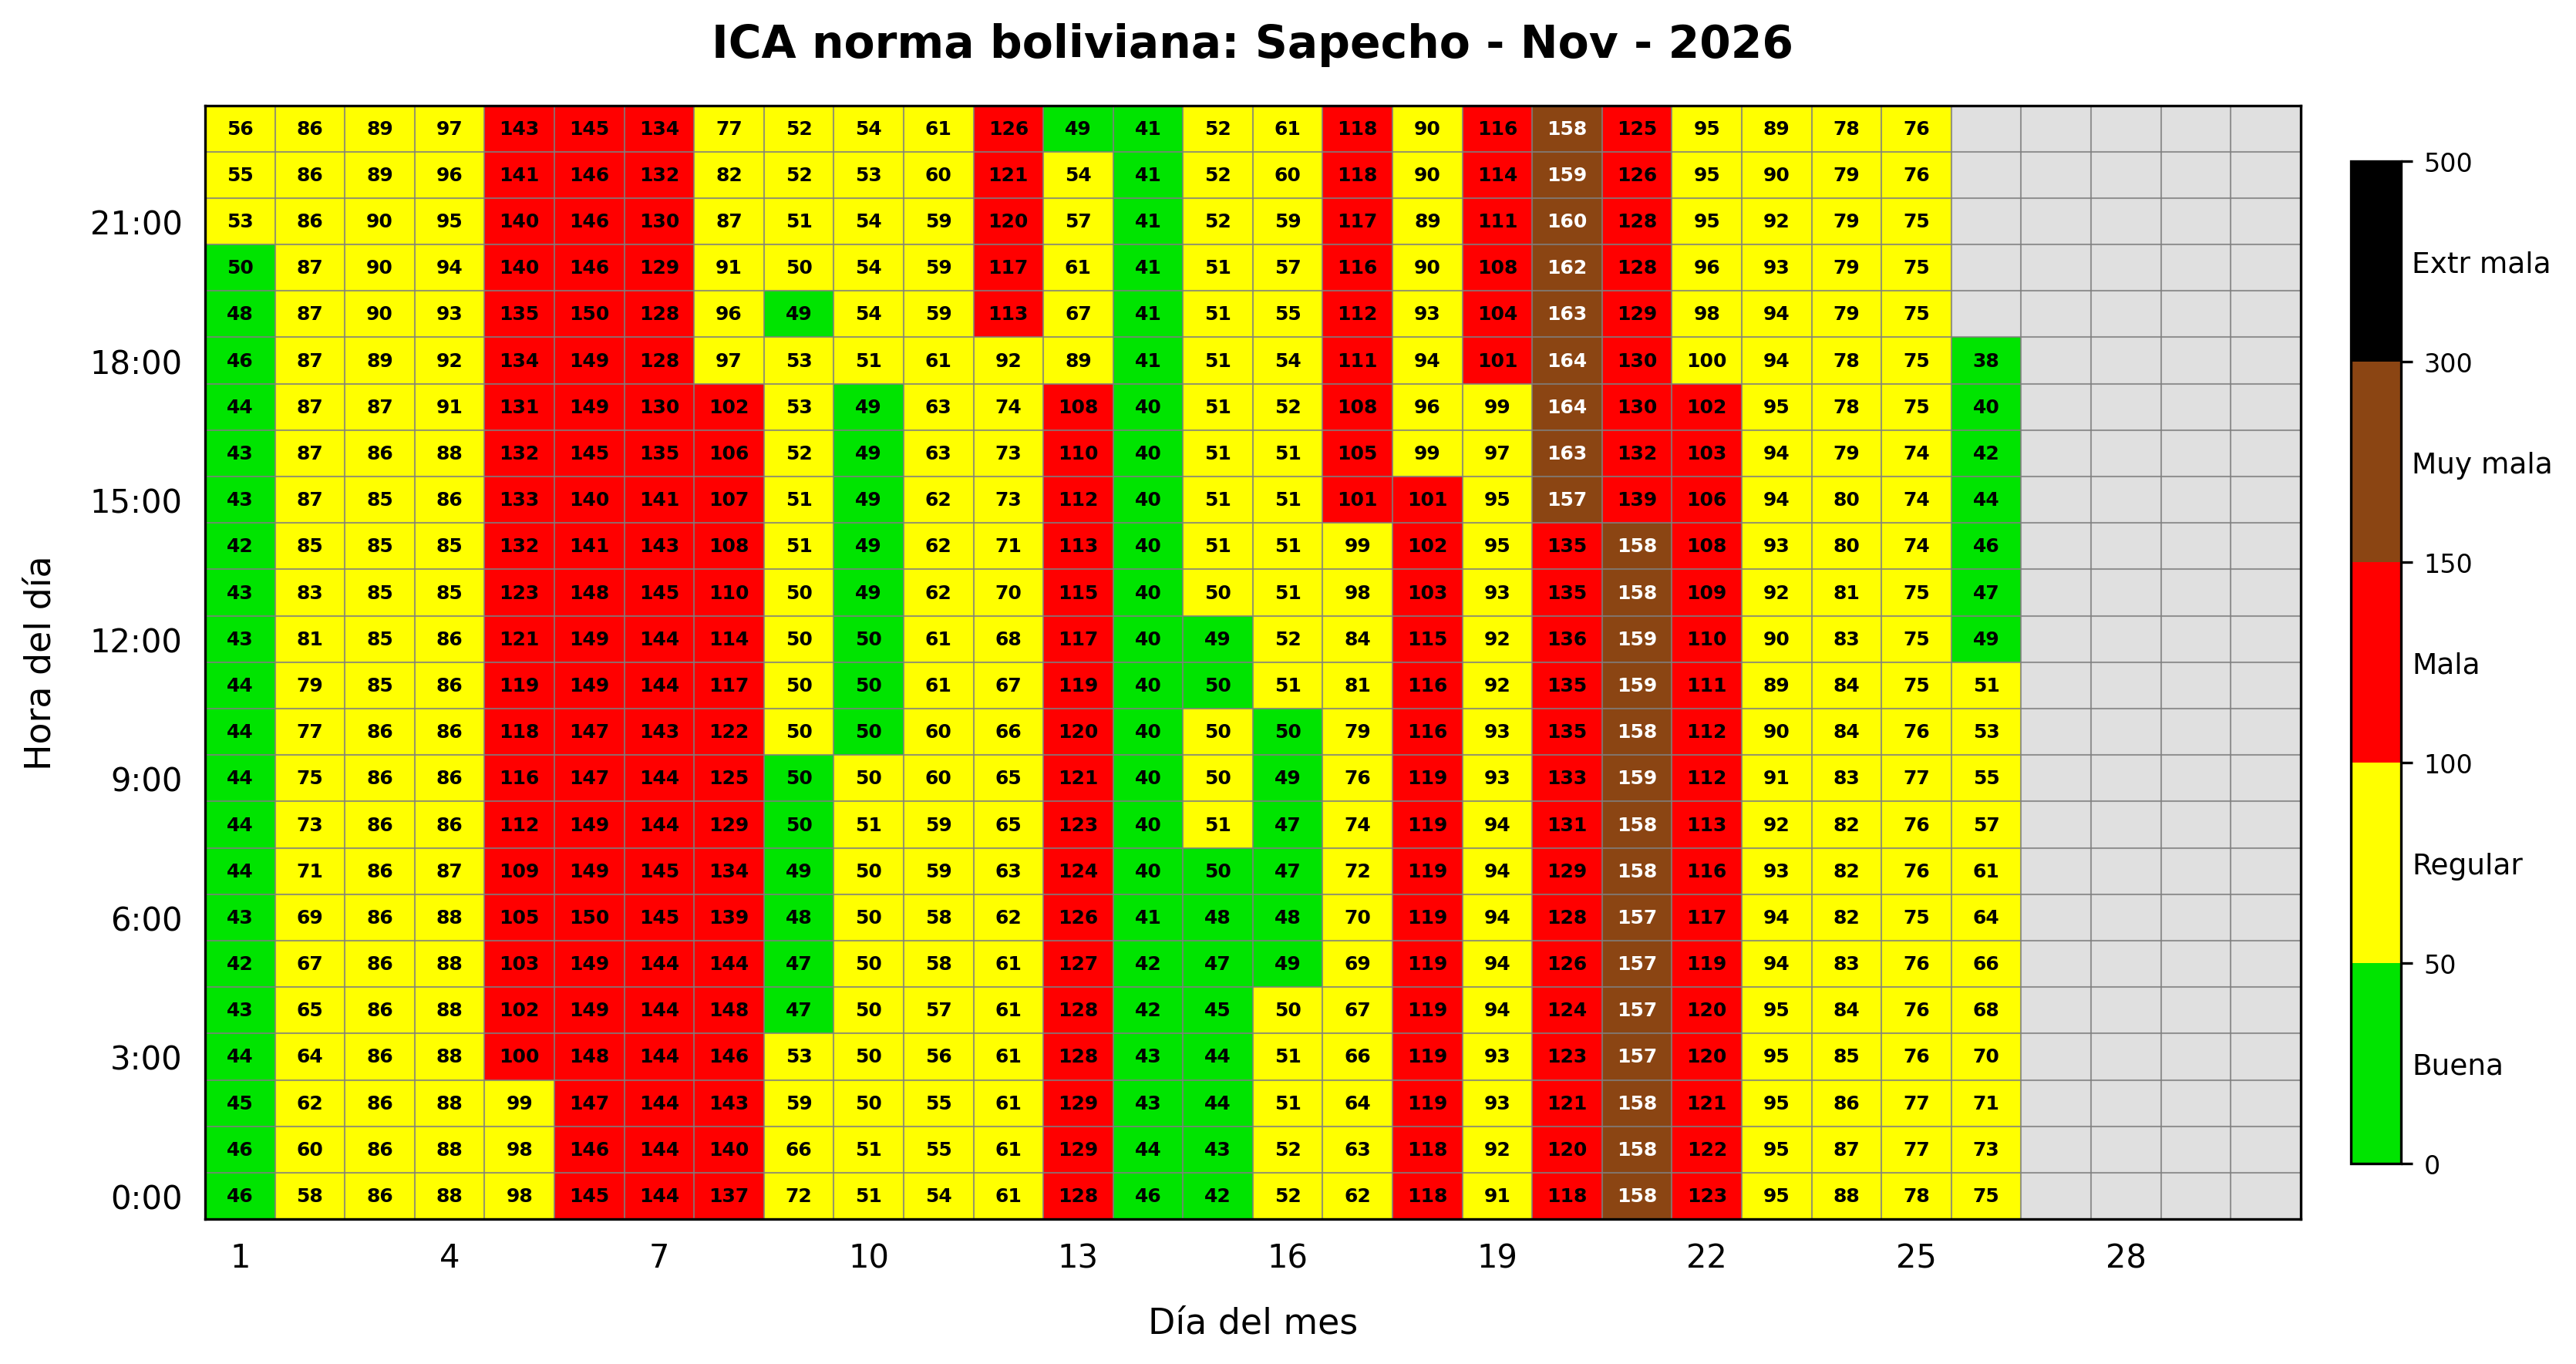 ICA norma boliviana: Sapecho - Nov - 2026
56 86 89 97 143 145 134 77 52 54 61 126 49 41 52 61 118 90 116 158 125 95 89 78 76
55 86 89 96 141 146 132 82 52 53 60 121 54 41 52 60 118 90 114 159 126 95 90 79 76
21:00 53 86 90 95 140 146 130 87 51 54 59 120 57 41 52 59 117 89 111 160 128 95 92 79 75
50 87 90 94 140 146 129 91 50 54 59 117 61 41 51 57 116 90 108 162 128 96 93 79 75
48 87 90 93 135 150 128 96 49 54 59 113 67 41 51 55 112 93 104 163 129 98 94 79 75
18:00 46 87 89 92 134 149 128 97 53 51 61 92 89 41 51 54 111 94 101 164 130 100 94 78 75 38
44 87 87 91 131 149 130 102 53 49 63 74 108 40 51 52 108 96 99 164 130 102 95 78 75 40
43 87 86 88 132 145 135 106 52 49 63 73 110 40 51 51 105 99 97 163 132 103 94 79 74 42
15:00 43 87 85 86 133 140 141 107 51 49 62 73 112 40 51 51 101 101 95 157 139 106 94 80 74 44
42 85 85 85 132 141 143 108 51 49 62 71 113 40 51 51 99 102 95 135 158 108 93 80 74 46
43 83 85 85 123 148 145 110 50 49 62 70 115 40 50 51 98 103 93 135 158 109 92 81 75 47
12:00 43 81 85 86 121 149 144 114 50 50 61 68 117 40 49 52 84 115 92 136 159 110 90 83 75 49
44 79 85 86 119 149 144 117 50 50 61 67 119 40 50 51 81 116 92 135 159 111 89 84 75 51
44 77 86 86 118 147 143 122 50 50 60 66 120 40 50 50 79 116 93 135 158 112 90 84 76 53
9:00 44 75 86 86 116 147 144 125 50 50 60 65 121 40 50 49 76 119 93 133 159 112 91 83 77 55
44 73 86 86 112 149 144 129 50 51 59 65 123 40 51 47 74 119 94 131 158 113 92 82 76 57
44 71 86 87 109 149 145 134 49 50 59 63 124 40 50 47 72 119 94 129 158 116 93 82 76 61
6:00 43 69 86 88 105 150 145 139 48 50 58 62 126 41 48 48 70 119 94 128 157 117 94 82 75 64
42 67 86 88 103 149 144 144 47 50 58 61 127 42 47 49 69 119 94 126 157 119 94 83 76 66
43 65 86 88 102 149 144 148 47 50 57 61 128 42 45 50 67 119 94 124 157 120 95 84 76 68
3:00 44 64 86 88 100 148 144 146 53 50 56 61 128 43 44 51 66 119 93 123 157 120 95 85 76 70
45 62 86 88 99 147 144 143 59 50 55 61 129 43 44 51 64 119 93 121 158 121 95 86 77 71
46 60 86 88 98 146 144 140 66 51 55 61 129 44 43 52 63 118 92 120 158 122 95 87 77 73
0:00 46 58 86 88 98 145 144 137 72 51 54 61 128 46 42 52 62 118 91 118 158 123 95 88 78 75
1 4 7 10 13 16 19 22 25 28
Hora del día
Día del mes
500
Extr mala
300
Muy mala
150
Mala
100
Regular
50
Buena
0